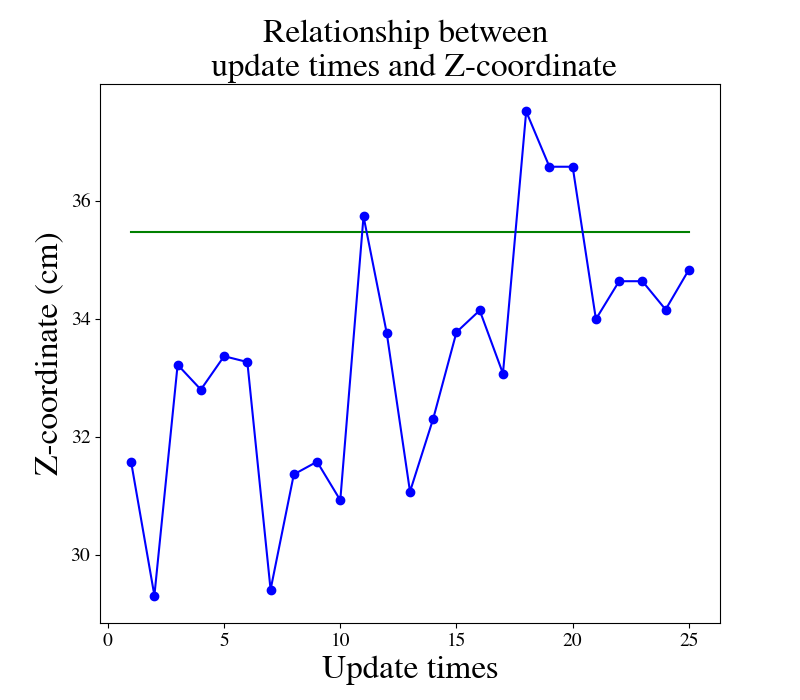 Relationship between
update times and Z-coordinate
Z-coordinate (cm)
36
34
32
30
0
5
10
15
20
25
Update times